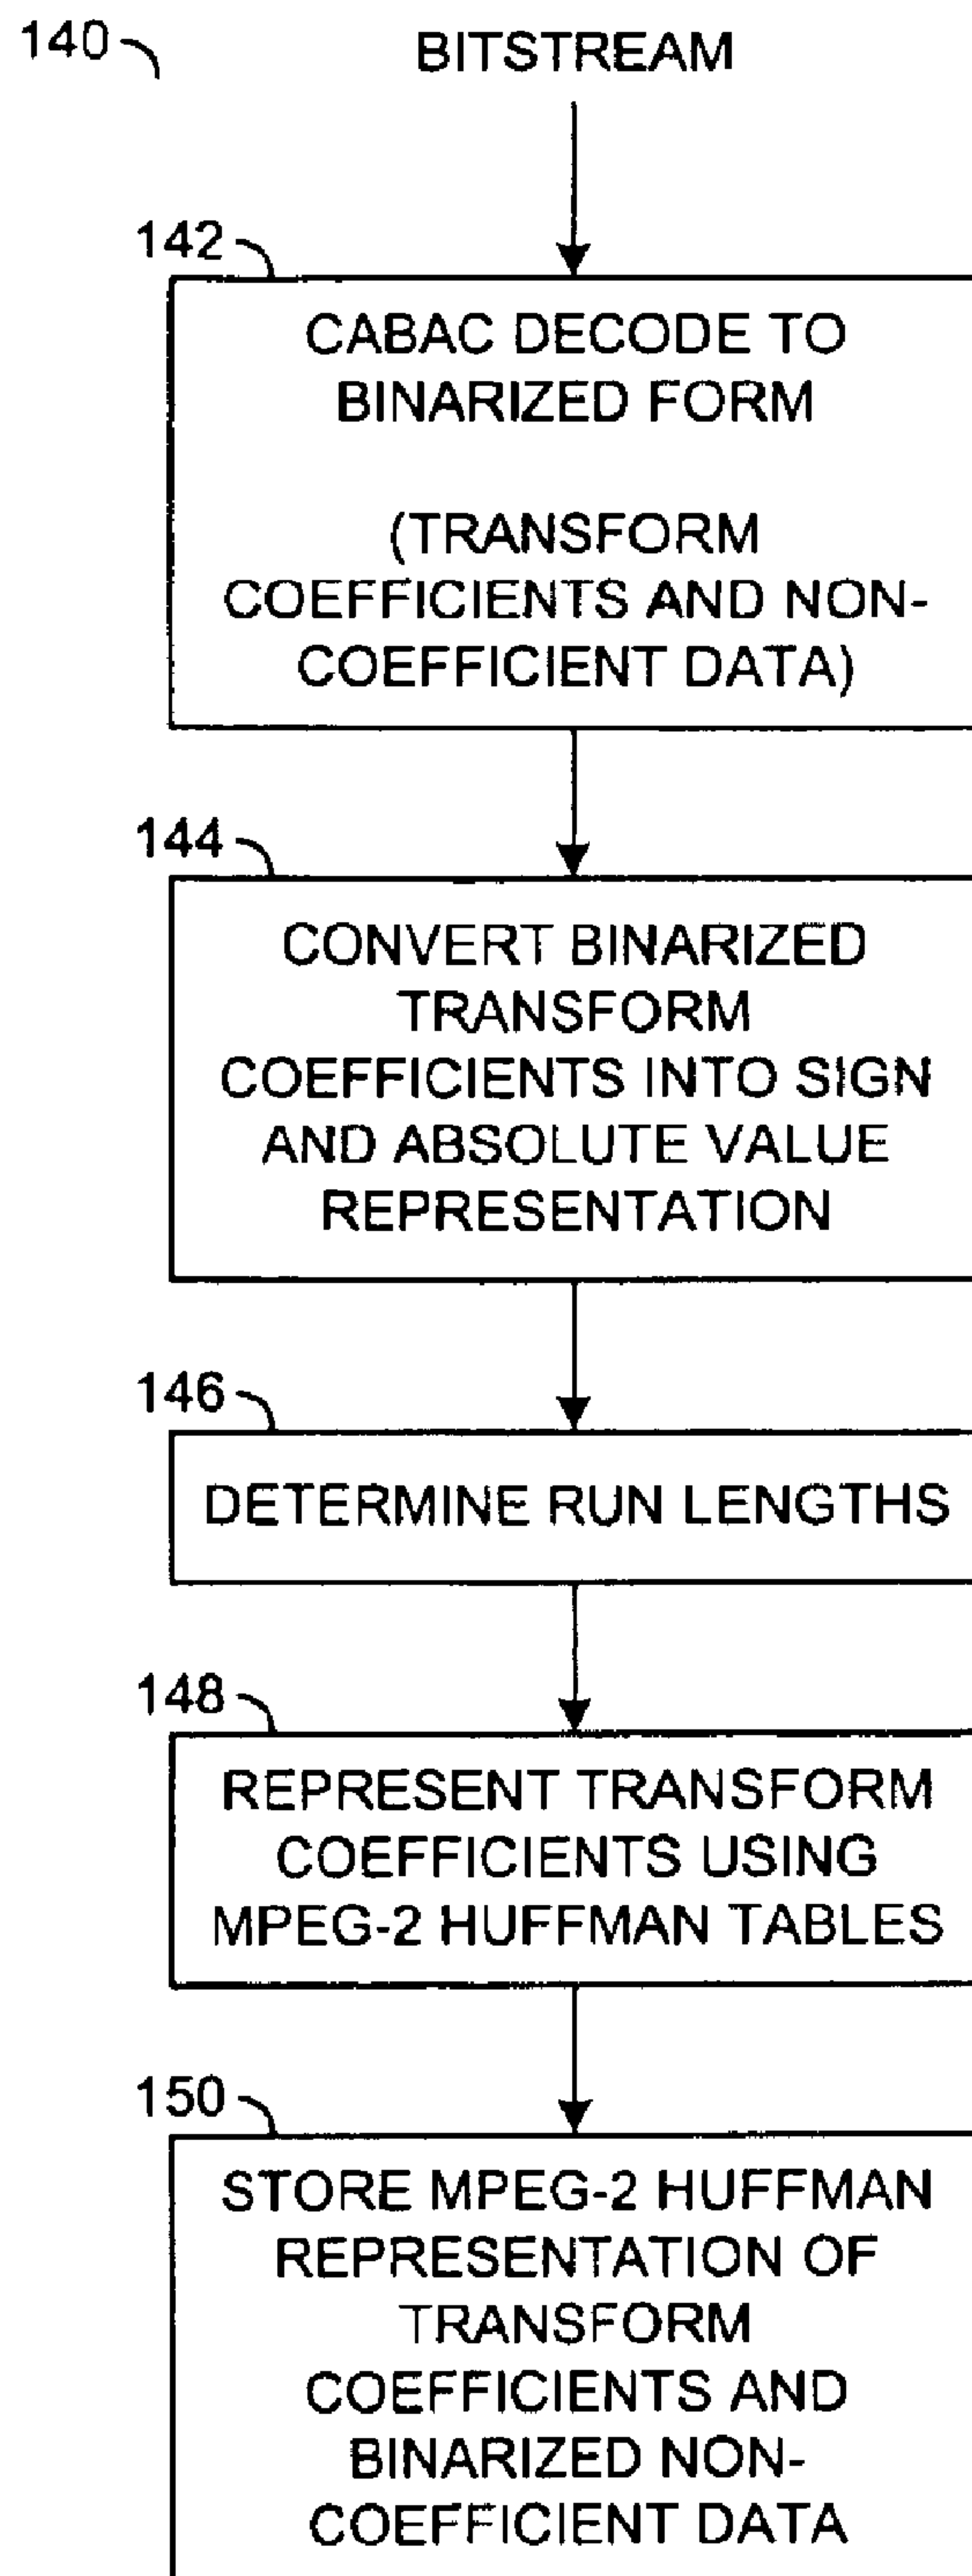 140
BITSTREAM
142
CABAC DECODE TO
BINARIZED FORM
(TRANSFORM
COEFFICIENTS AND NON-
COEFFICIENT DATA)
144
CONVERT BINARIZED
TRANSFORM
COEFFICIENTS INTO SIGN
AND ABSOLUTE VALUE
REPRESENTATION
146
DETERMINE RUN LENGTHS
148
REPRESENT TRANSFORM
COEFFICIENTS USING
MPEG-2 HUFFMAN TABLES
150
STORE MPEG-2 HUFFMAN
REPRESENTATION OF
TRANSFORM
COEFFICIENTS AND
BINARIZED NON-
COEFFICIENT DATA